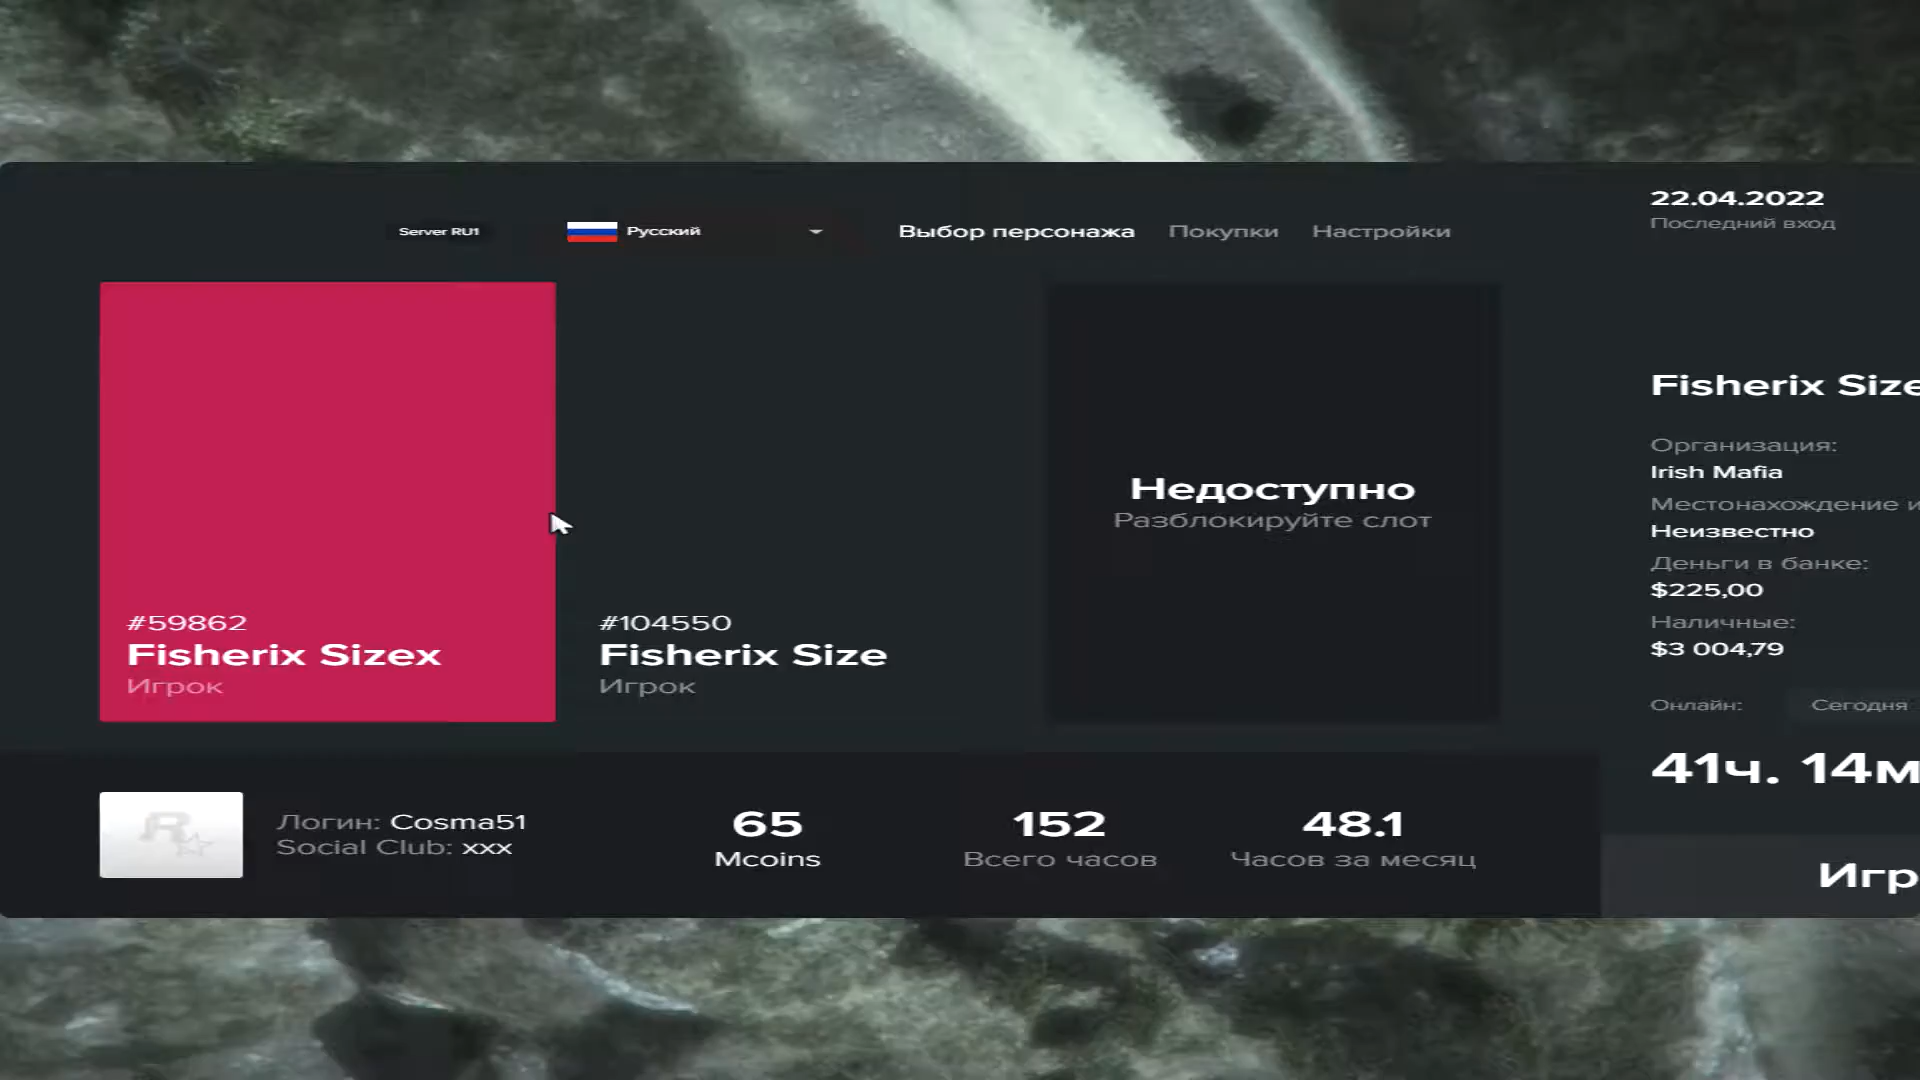 Server RU1
Русский
Выбор персонажа
Покупки
Настройки
22.04.2022
Последний вход
#59862
Fisherix Sizex
Игрок
#104550
Fisherix Size
Игрок
Недоступно
Разблокируйте слот
Fisherix Size
Организация:
Irish Mafia
Местонахождение и
Неизвестно
Деньги в банке:
$225,00
Наличные:
$3 004,79
Онлайн:
Сегодня
41ч. 14м
Игр
Логин: Cosma51
Social Club: xxx
65
Mcoins
152
Всего часов
48.1
Часов за месяц